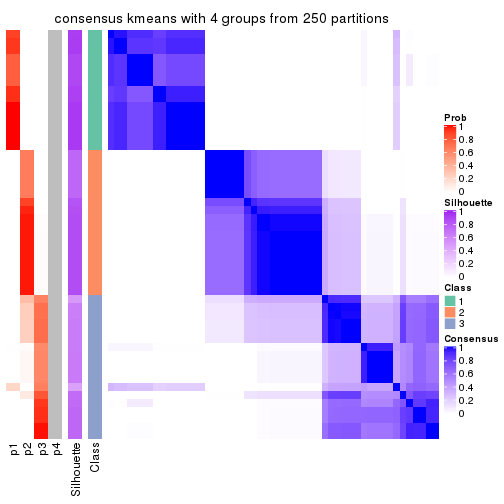 consensus kmeans with 4 groups from 250 partitions
Prob
1
0.8
0.6
0.4
0.2
0
Silhouette
1
0.8
0.6
0.4
0.2
0
Class
1
2
3
Consensus
1
0.8
0.6
0.4
0.2
0
p1
p2
p3
p4
Silhouette
Class